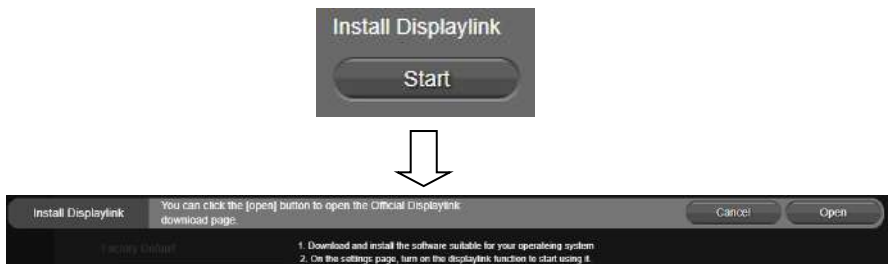 Install Displaylink
Start
Install Displaylink
You can click the [open] button to open the Official Displaylink
download page.
Cancel
Open
Factory Default
1. Download and install the software suitable for your operateing system
2. On the settings page, turn on the displaylink function to start using it.